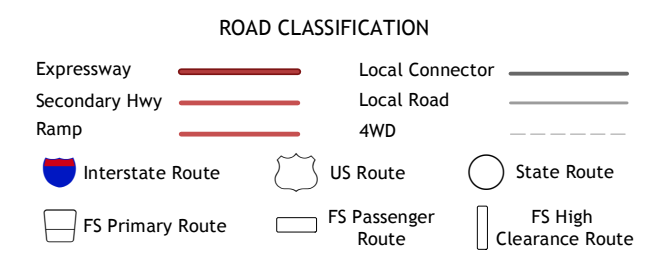 ROAD CLASSIFICATION
Expressway
Local Connector
Secondary Hwy
Local Road
Ramp
4WD
Interstate Route
US Route
State Route
FS Primary Route
FS Passenger
Route
FS High
Clearance Route